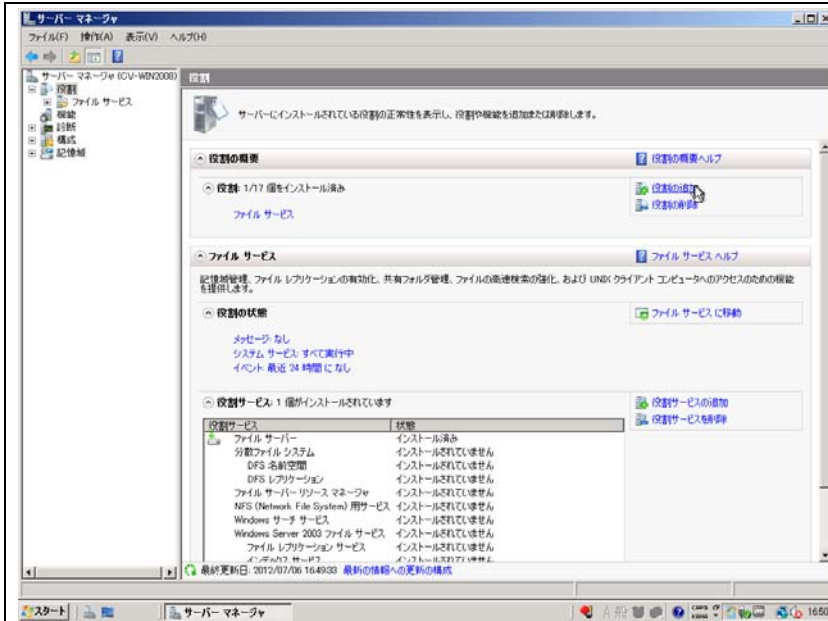 サーバー マネージャ
ファイル(F) 操作(A) 表示(V) ヘルプ(H)
サーバー マネージャ (GV-WIN2008)
役割
ファイル サービス
機能
診断
構成
記憶域
役割
サーバーにインストールされている役割の正常性を表示し、役割や機能を追加または削除します。
役割の概要
役割の概要ヘルプ
役割: 1/17 個をインストール済み
役割の追加
役割の削除
ファイル サービス
ファイル サービス
ファイル サービス ヘルプ
記憶域管理、ファイル レプリケーションの有効化、共有フォルダ管理、ファイルの高速検索の強化、および UNIX クライアント コンピュータへのアクセスのための機能
を提供します。
役割の状態
ファイル サービス に移動
メッセージ: なし
システム サービス: すべて実行中
イベント: 最近 24 時間 に なし
役割サービス: 1 個がインストールされています
役割サービスの追加
役割サービスを削除
役割サービス 状態
ファイル サーバー インストール済み
分散ファイル システム インストールされていません
DFS 名前空間 インストールされていません
DFS レプリケーション インストールされていません
ファイル サーバー リソース マネージャ インストールされていません
NFS (Network File System) 用サービス インストールされていません
Windows サーチ サービス インストールされていません
Windows Server 2003 ファイル サービス インストールされていません
ファイル レプリケーション サービス インストールされていません
インデックス サービス インストールされていません
最終更新日: 2012/07/06 16:49:33 最新の情報への更新の構成
スタート
サーバー マネージャ
A 般
CAPS
KANA
16:50